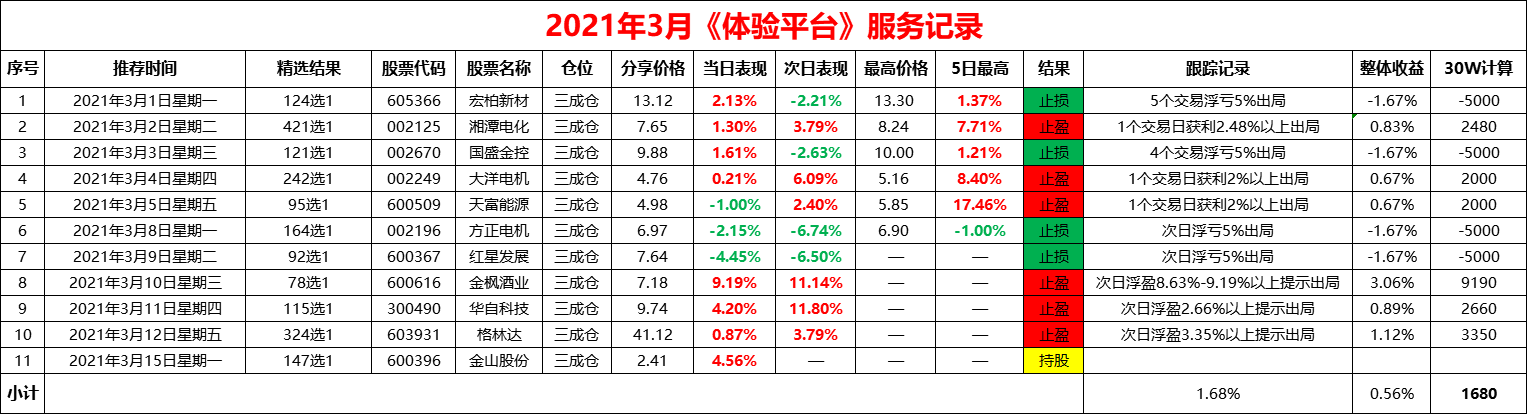 2021年3月《体验平台》服务记录
序号 推荐时间 精选结果 股票代码 股票名称 仓位 分享价格 当日表现 次日表现 最高价格 5日最高 结果 跟踪记录 整体收益 30W计算
1 2021年3月1日星期一 124选1 605366 宏柏新材 三成仓 13.12 2.13% -2.21% 13.30 1.37% 止损 5个交易浮亏5%出局 -1.67% -5000
2 2021年3月2日星期二 421选1 002125 湘潭电化 三成仓 7.65 1.30% 3.79% 8.24 7.71% 止盈 1个交易日获利2.48%以上出局 0.83% 2480
3 2021年3月3日星期三 121选1 002670 国盛金控 三成仓 9.88 1.61% -2.63% 10.00 1.21% 止损 4个交易浮亏5%出局 -1.67% -5000
4 2021年3月4日星期四 242选1 002249 大洋电机 三成仓 4.76 0.21% 6.09% 5.16 8.40% 止盈 1个交易日获利2%以上出局 0.67% 2000
5 2021年3月5日星期五 95选1 600509 天富能源 三成仓 4.98 -1.00% 2.40% 5.85 17.46% 止盈 1个交易日获利2%以上出局 0.67% 2000
6 2021年3月8日星期一 164选1 002196 方正电机 三成仓 6.97 -2.15% -6.74% 6.90 -1.00% 止损 次日浮亏5%出局 -1.67% -5000
7 2021年3月9日星期二 92选1 600367 红星发展 三成仓 7.64 -4.45% -6.50% — — 止损 次日浮亏5%出局 -1.67% -5000
8 2021年3月10日星期三 78选1 600616 金枫酒业 三成仓 7.18 9.19% 11.14% — — 止盈 次日浮盈8.63%-9.19%以上提示出局 3.06% 9190
9 2021年3月11日星期四 115选1 300490 华自科技 三成仓 9.74 4.20% 11.80% — — 止盈 次日浮盈2.66%以上提示出局 0.89% 2660
10 2021年3月12日星期五 324选1 603931 格林达 三成仓 41.12 0.87% 3.79% — — 止盈 次日浮盈3.35%以上提示出局 1.12% 3350
11 2021年3月15日星期一 147选1 600396 金山股份 三成仓 2.41 4.56% — — — 持股
小计 1.68% 0.56% 1680